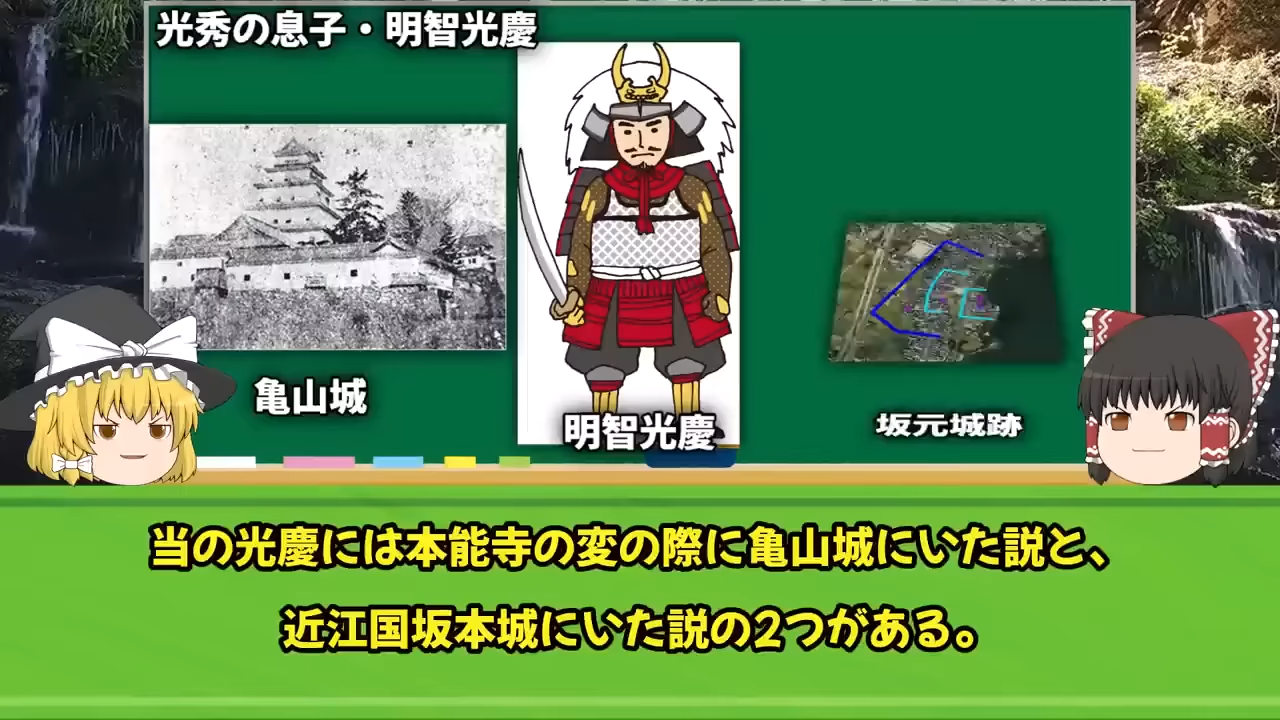 光秀の息子・明智光慶
亀山城
明智光慶
坂元城跡
当の光慶には本能寺の変の際に亀山城にいた説と、
近江国坂本城にいた説の2つがある。